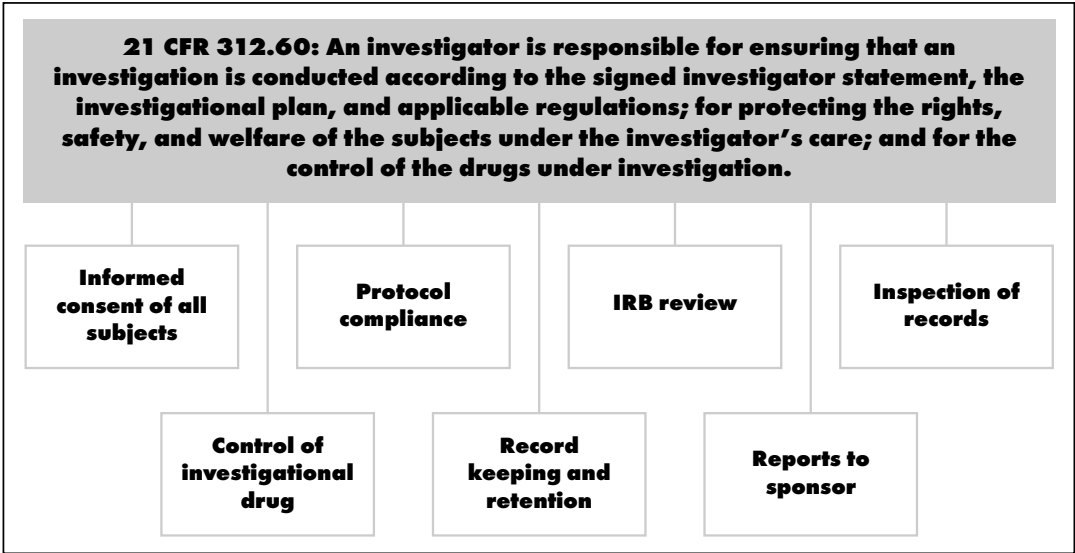 21 CFR 312.60: An investigator is responsible for ensuring that an
investigation is conducted according to the signed investigator statement, the
investigational plan, and applicable regulations; for protecting the rights,
safety, and welfare of the subjects under the investigator’s care; and for the
control of the drugs under investigation.
Informed
consent of all
subjects
Protocol
compliance
IRB review
Inspection of
records
Control of
investigational
drug
Record
keeping and
retention
Reports to
sponsor